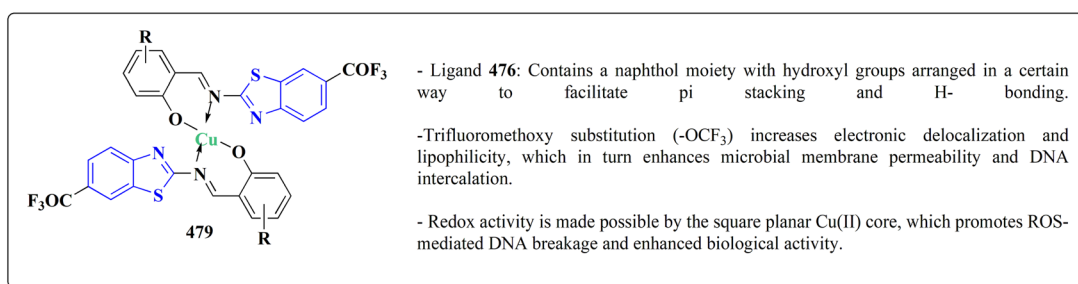 R
COF3
S
N
N
O
Cu
N
O
N
S
F3OC
479
R
- Ligand 476: Contains a naphthol moiety with hydroxyl groups arranged in a certain
way to facilitate pi stacking and H- bonding.
-Trifluoromethoxy substitution (-OCF3) increases electronic delocalization and
lipophilicity, which in turn enhances microbial membrane permeability and DNA
intercalation.
- Redox activity is made possible by the square planar Cu(II) core, which promotes ROS-
mediated DNA breakage and enhanced biological activity.